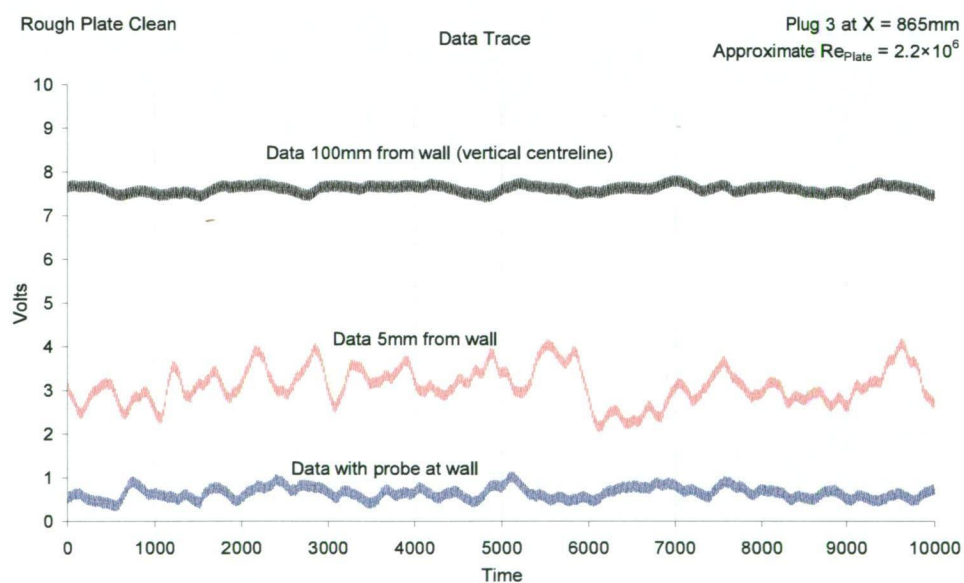 Rough Plate Clean
Data Trace
Plug 3 at X = 865mm
Approximate Re_Plate = 2.2×10^6
10
9
8
7
6
5
4
3
2
1
0
Volts
Data 100mm from wall (vertical centreline)
Data 5mm from wall
Data with probe at wall
0 1000 2000 3000 4000 5000 6000 7000 8000 9000 10000
Time